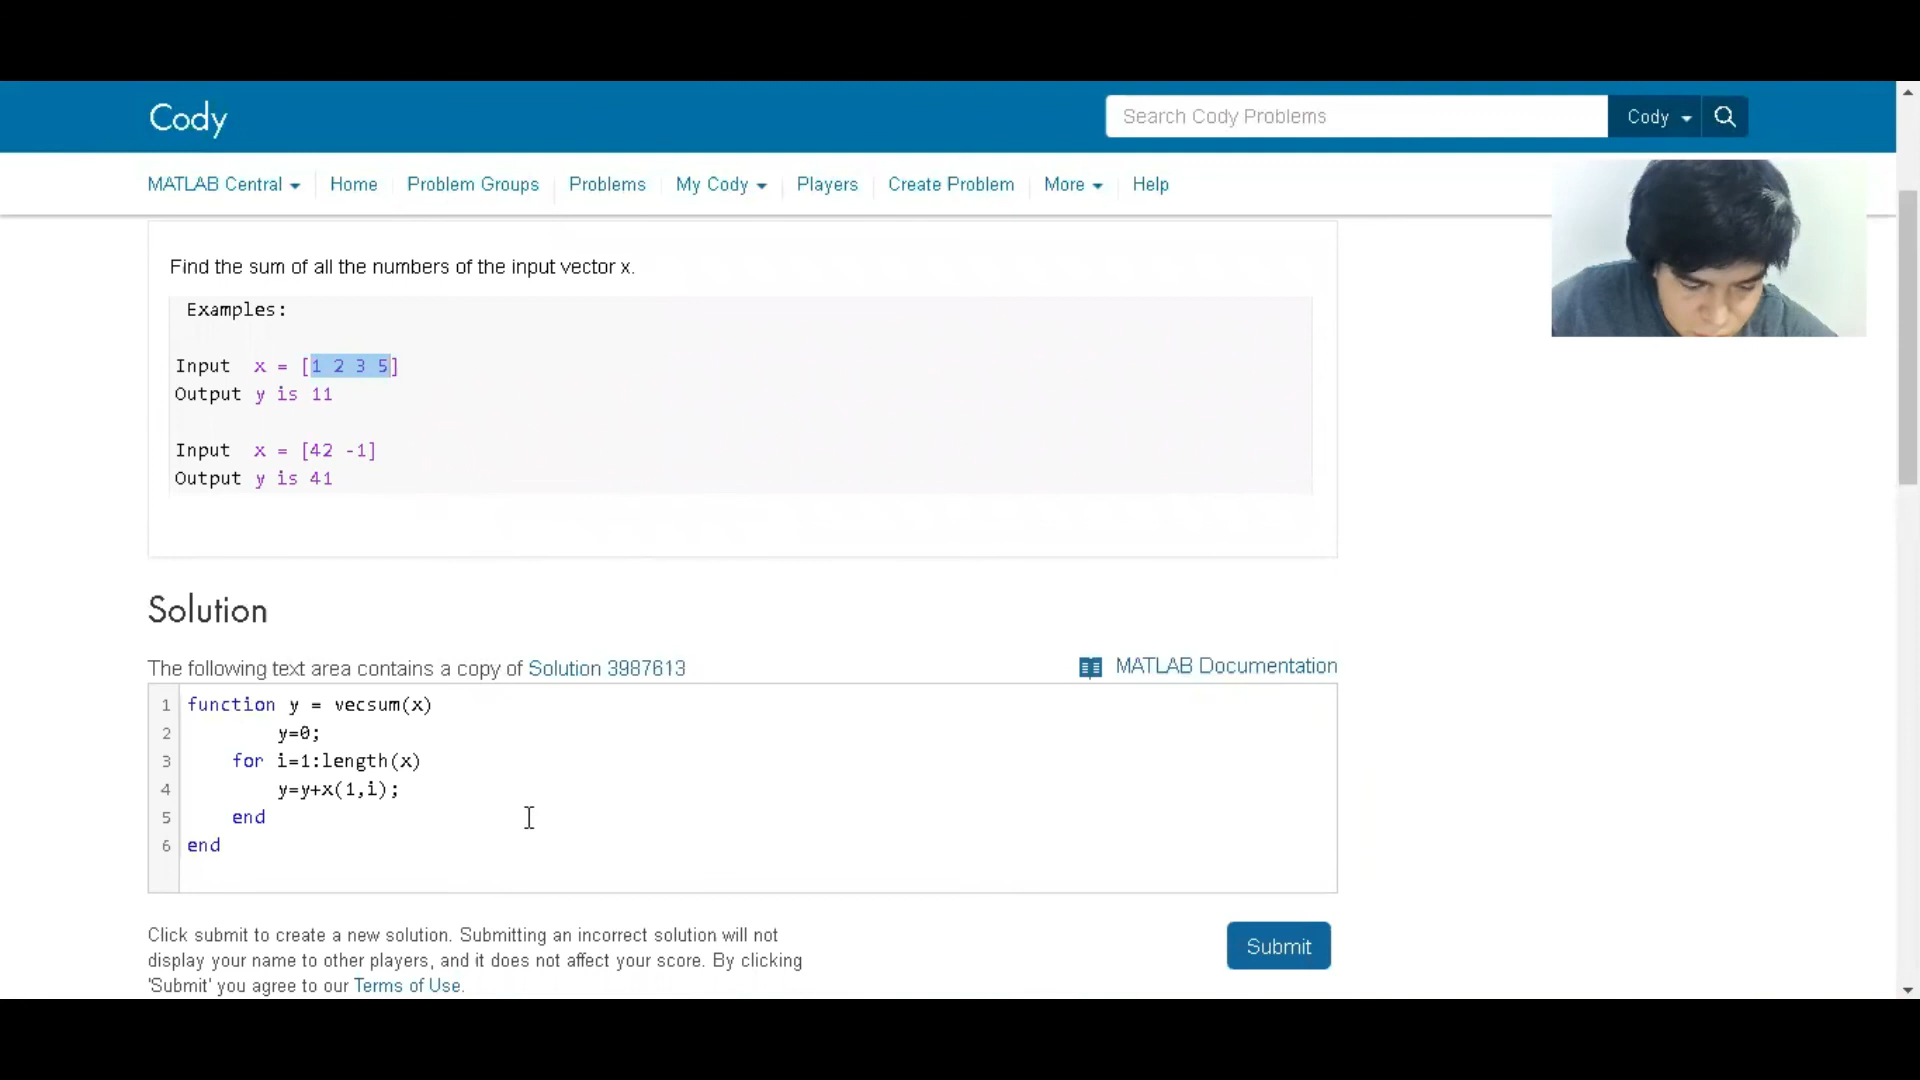 Cody
Search Cody Problems
Cody
MATLAB Central
Home
Problem Groups
Problems
My Cody
Players
Create Problem
More
Help
Find the sum of all the numbers of the input vector x.
Examples:
Input x = [1 2 3 5]
Output y is 11
Input x = [42 -1]
Output y is 41
Solution
The following text area contains a copy of Solution 3987613
MATLAB Documentation
1 function y = vecsum(x)
2 y=0;
3 for i=1:length(x)
4 y=y+x(1,i);
5 end
6 end
Click submit to create a new solution. Submitting an incorrect solution will not
display your name to other players, and it does not affect your score. By clicking
'Submit' you agree to our Terms of Use.
Submit